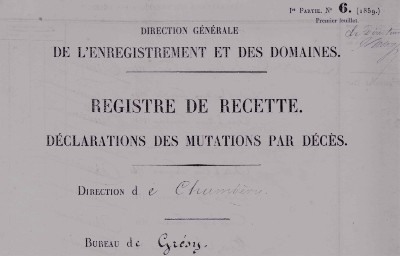 1re Partie. No 6. (1859.)
Premier feuillet.
DIRECTION GÉNÉRALE
DE L'ENREGISTREMENT ET DES DOMAINES.
REGISTRE DE RECETTE.
DÉCLARATIONS DES MUTATIONS PAR DÉCÈS.
DIRECTION de
BUREAU de Grésy.